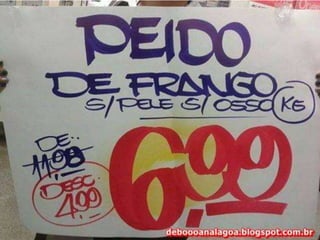 PEIDO
DE FRANGO
S/ PELE S/ OSSO KG
DE:
11,98
DESC:
4,99
6,99
deboooanalagoa.blogspot.com.br